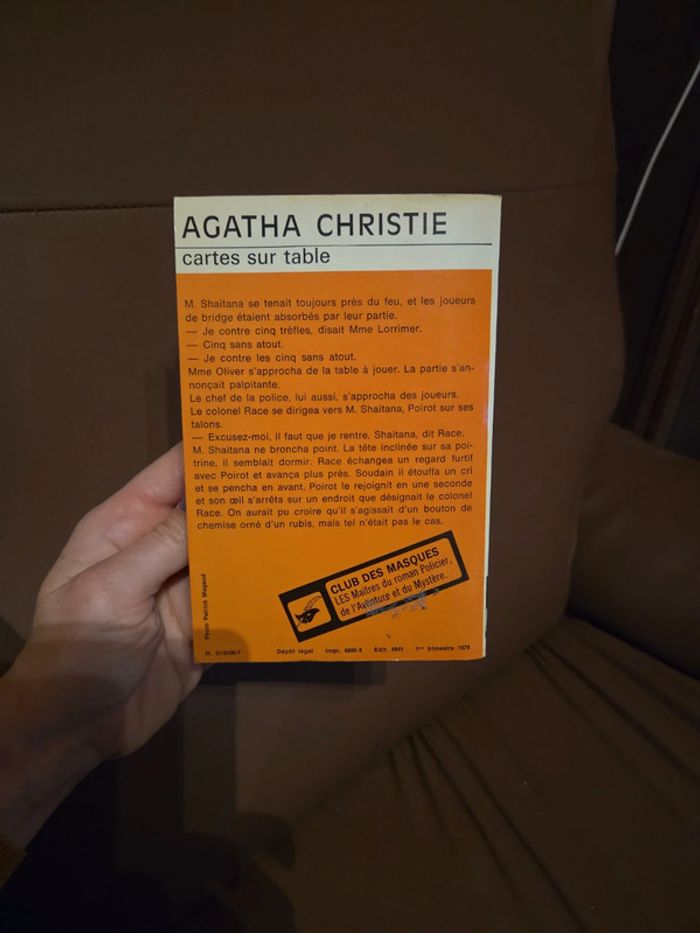 AGATHA CHRISTIE
cartes sur table
M. Shaitana se tenait toujours près du feu, et les joueurs
de bridge étaient absorbés par leur partie.
— Je contre cinq trèfles, disait Mme Lorrimer.
— Cinq sans atout.
— Je contre les cinq sans atout.
Mme Oliver s'approcha de la table à jouer. La partie s'an-
nonçait palpitante.
Le chef de la police, lui aussi, s'approcha des joueurs.
Le colonel Race se dirigea vers M. Shaitana, Poirot sur ses
talons.
— Excusez-moi, il faut que je rentre, Shaitana, dit Race.
M. Shaitana ne broncha point. La tête inclinée sur sa poi-
trine, il semblait dormir. Race échangea un regard furtif
avec Poirot et avança plus près. Soudain il étouffa un cri
et se pencha en avant. Poirot le rejoignit en une seconde
et son œil s'arrêta sur un endroit que désignait le colonel
Race. On aurait pu croire qu'il s'agissait d'un bouton de
chemise orné d'un rubis, mais tel n'était pas le cas.
CLUB DES MASQUES
LES Maîtres du roman Policier,
de l'Aventure et du Mystère.
Photo Patrick Magaud
Dépôt légal Impr. Edit. 1er trimestre 1979